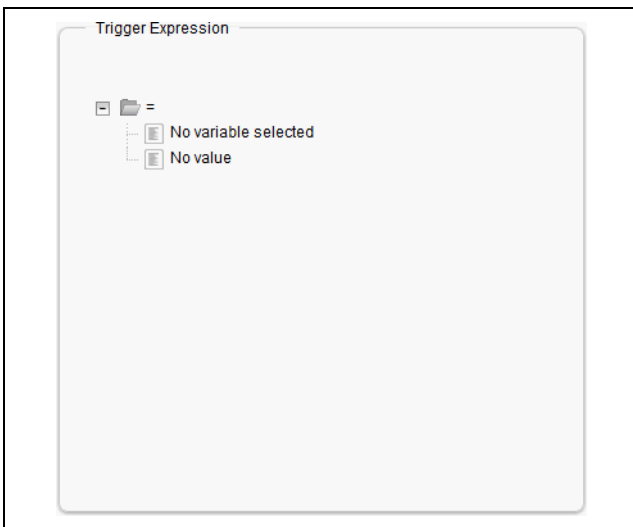 Trigger Expression
=
No variable selected
No value